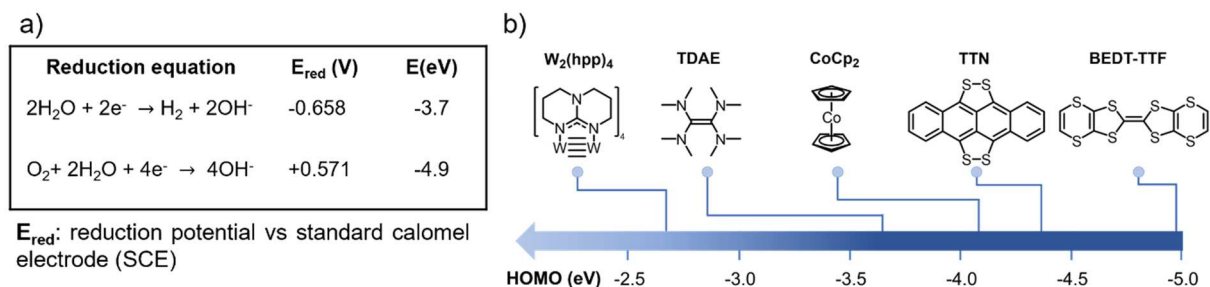 a)
Reduction equation E_red (V) E(eV)
2H₂O + 2e⁻ → H₂ + 2OH⁻ -0.658 -3.7
O₂+ 2H₂O + 4e⁻ → 4OH⁻ +0.571 -4.9
E_red: reduction potential vs standard calomel
electrode (SCE)
b)
W₂(hpp)₄ TDAE CoCp₂ TTN BEDT-TTF
N
N N
W W
4
N N
N N
Co
S-S
S-S
S S S S
S S S S
HOMO (eV) -2.5 -3.0 -3.5 -4.0 -4.5 -5.0